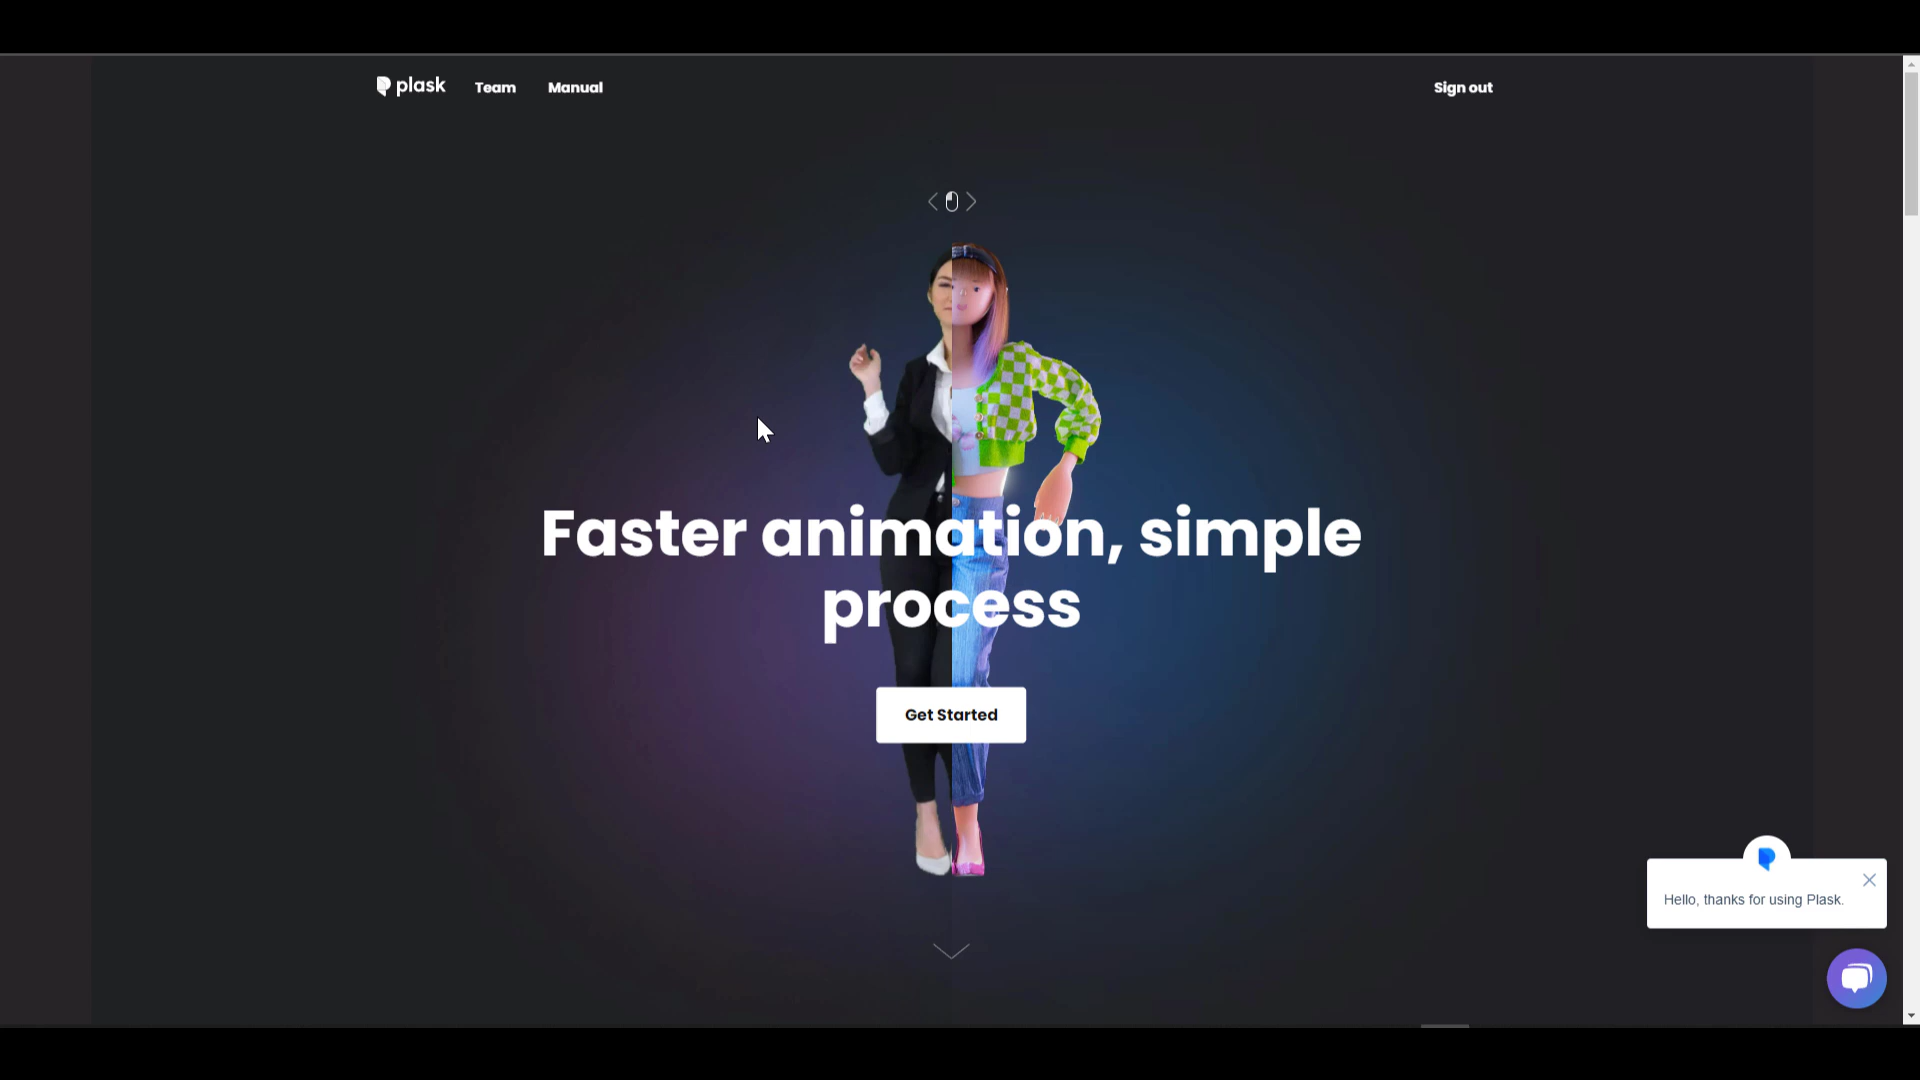 plask Team Manual Sign out
Faster animation, simple
process
Get Started
Hello, thanks for using Plask.